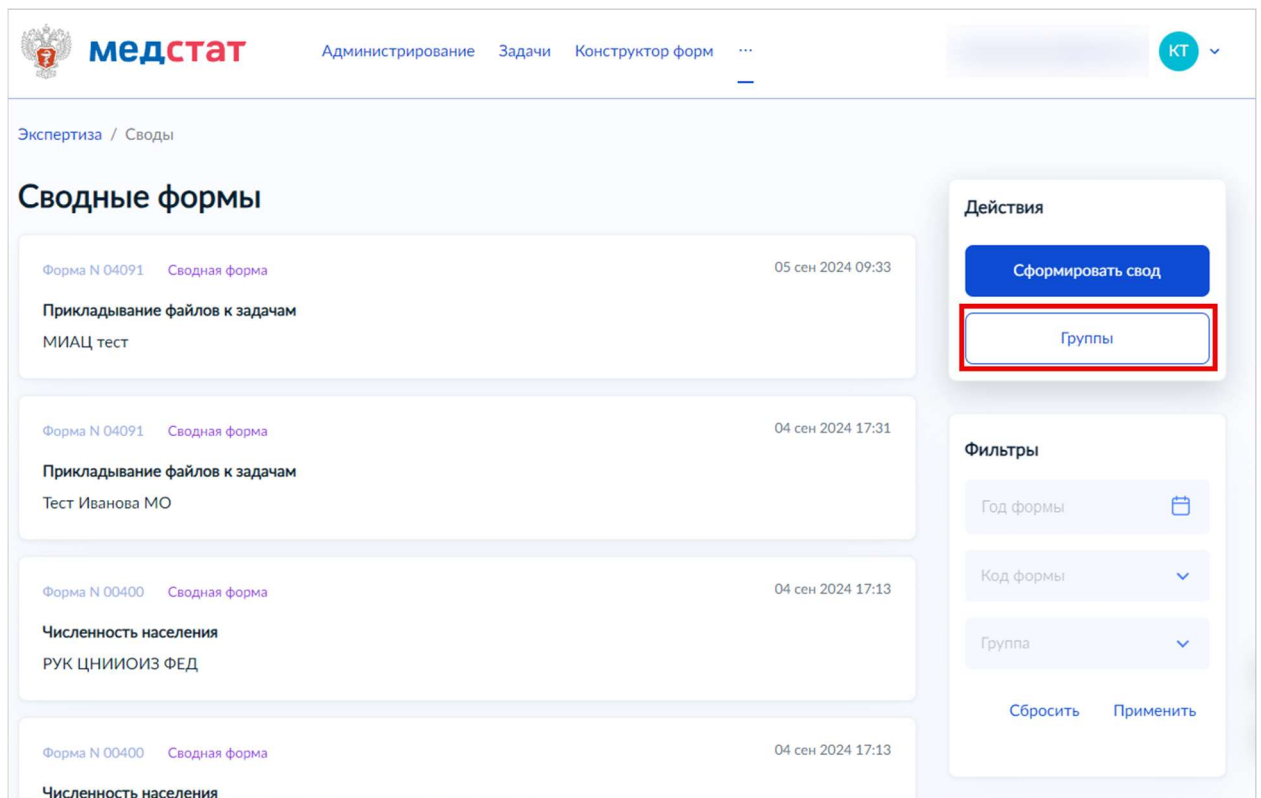 медстат
Администрирование Задачи Конструктор форм ...
КТ
Экспертиза / Своды
Сводные формы
Форма N 04091 Сводная форма 05 сен 2024 09:33
Прикладывание файлов к задачам
МИАЦ тест
Форма N 04091 Сводная форма 04 сен 2024 17:31
Прикладывание файлов к задачам
Тест Иванова МО
Форма N 00400 Сводная форма 04 сен 2024 17:13
Численность населения
РУК ЦНИИОИЗ ФЕД
Форма N 00400 Сводная форма 04 сен 2024 17:13
Численность населения
Действия
Сформировать свод
Группы
Фильтры
Год формы
Код формы
Группа
Сбросить Применить